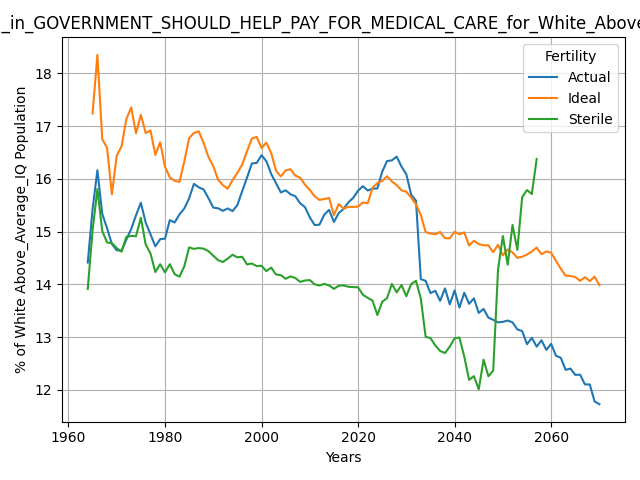 _in_GOVERNMENT_SHOULD_HELP_PAY_FOR_MEDICAL_CARE_for_White_Above
Fertility
Actual
Ideal
Sterile
% of White Above_Average_IQ Population
18
17
16
15
14
13
12
1960
1980
2000
2020
2040
2060
Years